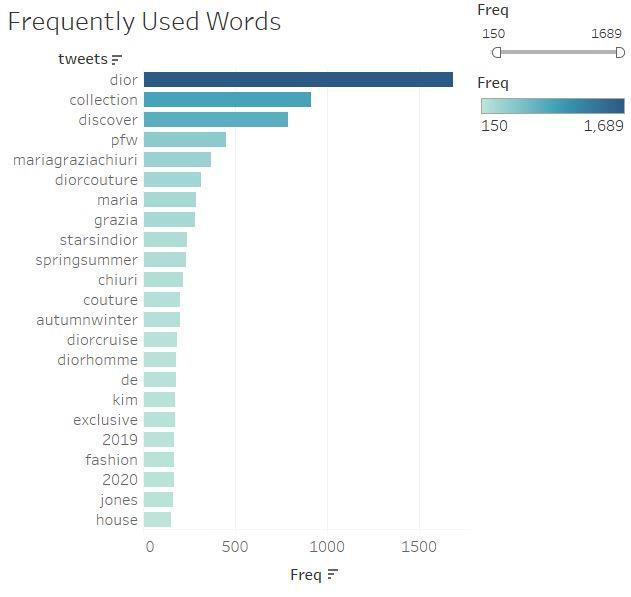 Frequently Used Words
tweets
dior
collection
discover
pfw
mariagraziachiuri
diorcouture
maria
grazia
starsindior
springsummer
chiuri
couture
autumnwinter
diorcruise
diorhomme
de
kim
exclusive
2019
fashion
2020
jones
house
0 500 1000 1500
Freq
Freq
150 1689
Freq
150 1,689